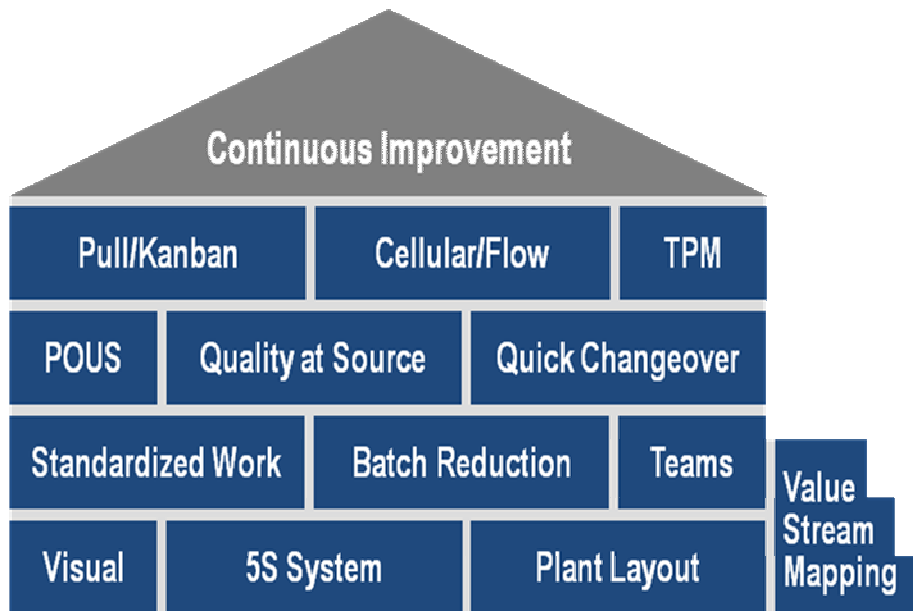 Continuous Improvement
Pull/Kanban Cellular/Flow TPM
POUS Quality at Source Quick Changeover
Standardized Work Batch Reduction Teams
Visual 5S System Plant Layout
Value
Stream
Mapping